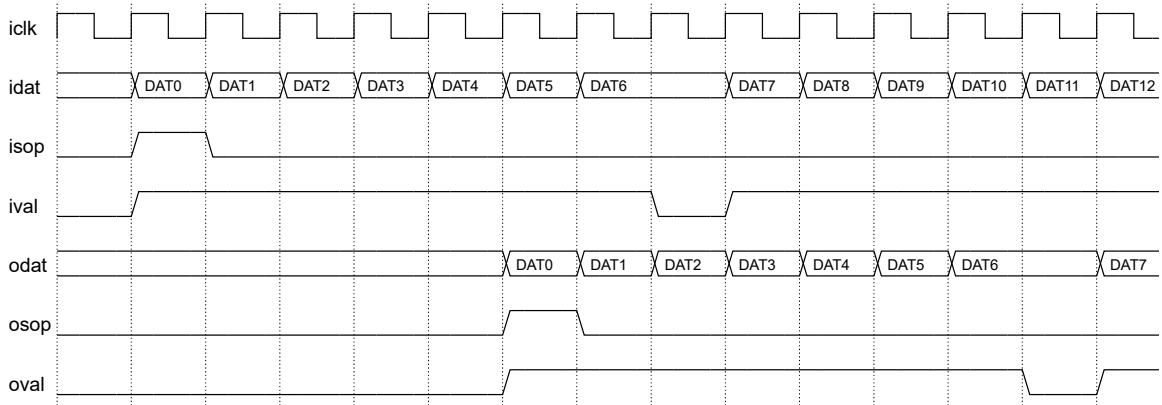 iclk
idat DAT0 DAT1 DAT2 DAT3 DAT4 DAT5 DAT6 DAT7 DAT8 DAT9 DAT10 DAT11 DAT12
isop
ival
odat DAT0 DAT1 DAT2 DAT3 DAT4 DAT5 DAT6 DAT7
osop
oval